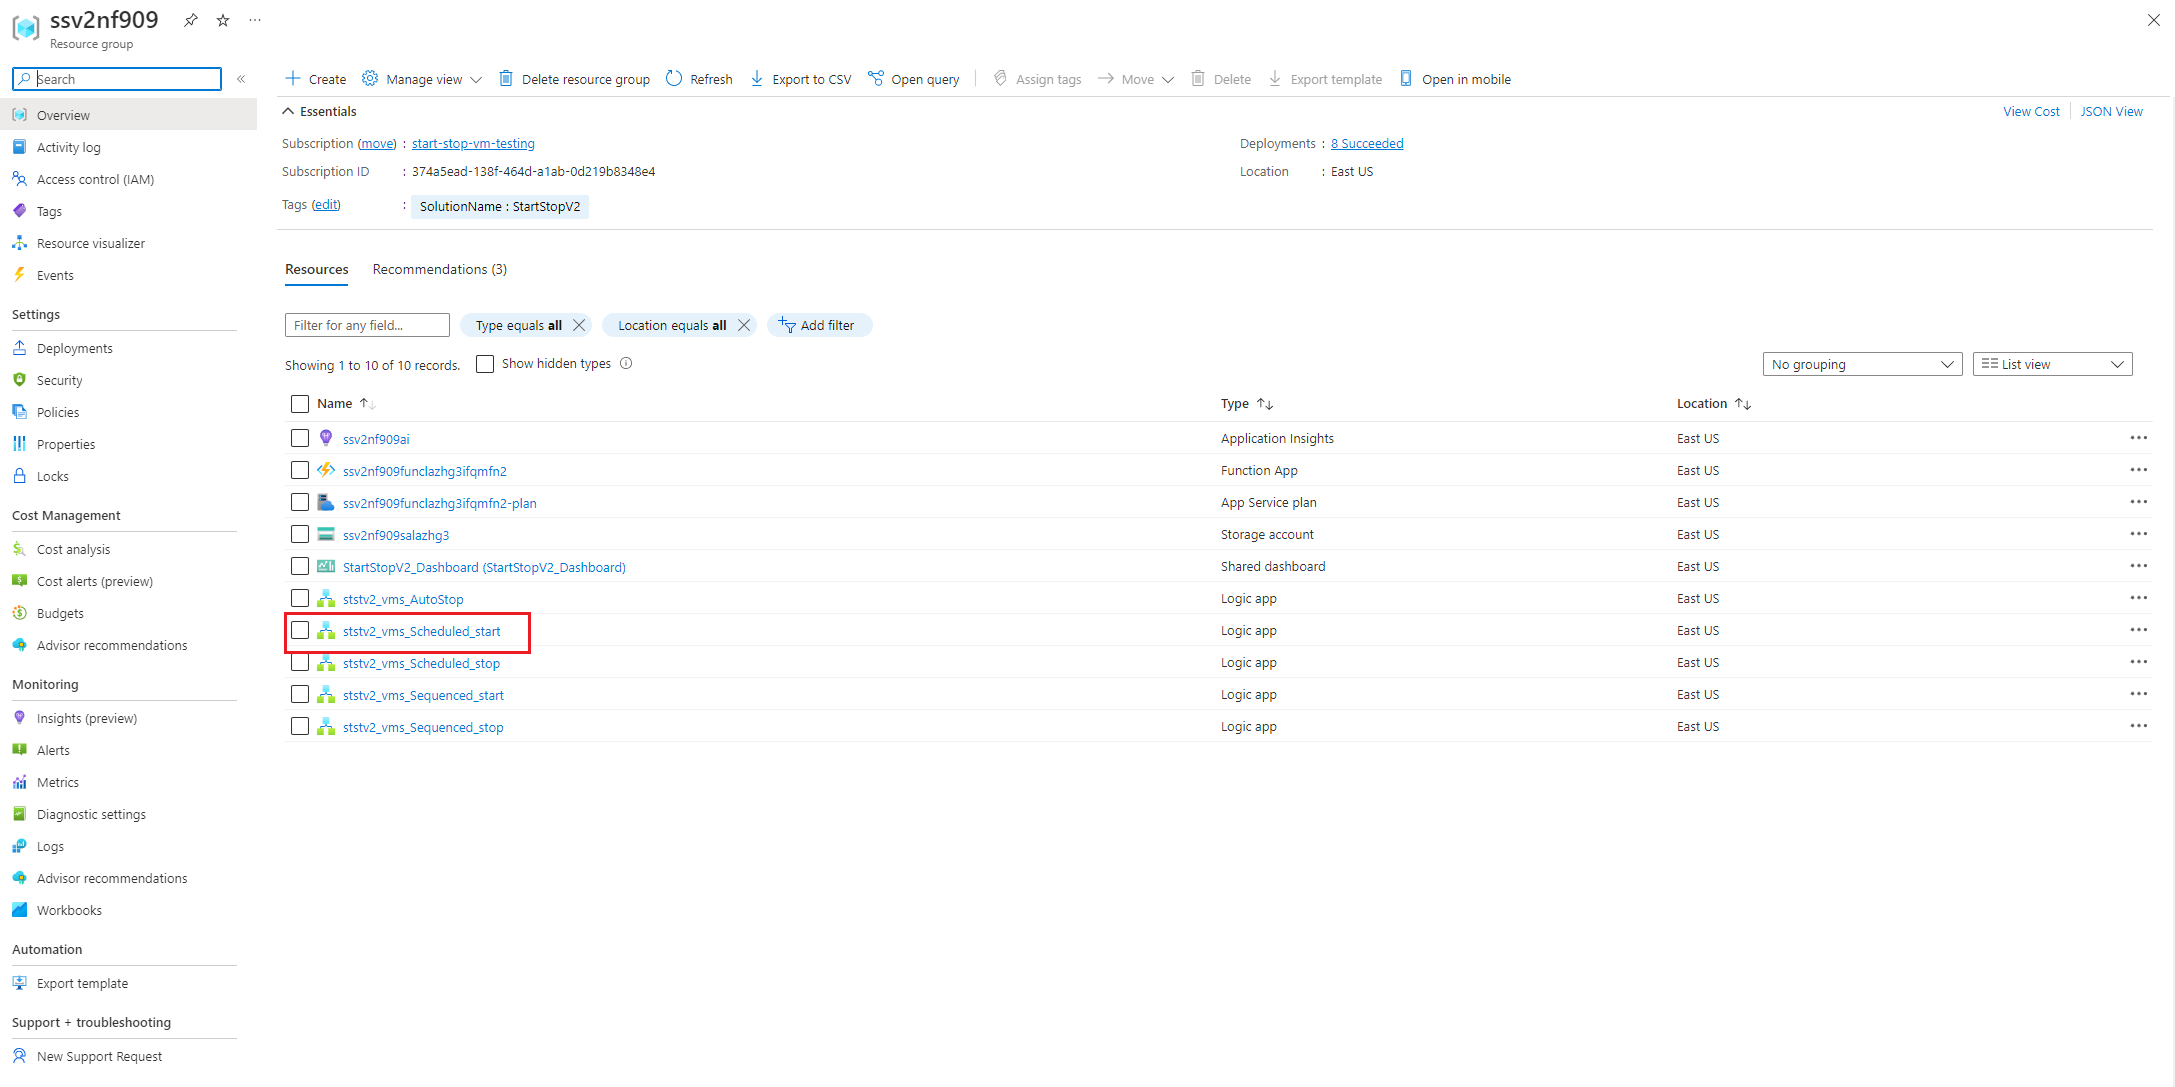 ssv2nf909
Resource group
Search
Overview
Activity log
Access control (IAM)
Tags
Resource visualizer
Events
Settings
Deployments
Security
Policies
Properties
Locks
Cost Management
Cost analysis
Cost alerts (preview)
Budgets
Advisor recommendations
Monitoring
Insights (preview)
Alerts
Metrics
Diagnostic settings
Logs
Advisor recommendations
Workbooks
Automation
Export template
Support + troubleshooting
New Support Request
Create Manage view Delete resource group Refresh Export to CSV Open query Assign tags Move Delete Export template Open in mobile
Essentials View Cost JSON View
Subscription (move) : start-stop-vm-testing Deployments : 8 Succeeded
Subscription ID : 374a5ead-138f-464d-a1ab-0d219b8348e4 Location : East US
Tags (edit) : SolutionName : StartStopV2
Resources Recommendations (3)
Filter for any field... Type equals all Location equals all Add filter
Showing 1 to 10 of 10 records. Show hidden types No grouping List view
Name Type Location
ssv2nf909ai Application Insights East US
ssv2nf909funclazhg3ifqmfn2 Function App East US
ssv2nf909funclazhg3ifqmfn2-plan App Service plan East US
ssv2nf909salazhg3 Storage account East US
StartStopV2_Dashboard (StartStopV2_Dashboard) Shared dashboard East US
ststv2_vms_AutoStop Logic app East US
ststv2_vms_Scheduled_start Logic app East US
ststv2_vms_Scheduled_stop Logic app East US
ststv2_vms_Sequenced_start Logic app East US
ststv2_vms_Sequenced_stop Logic app East US